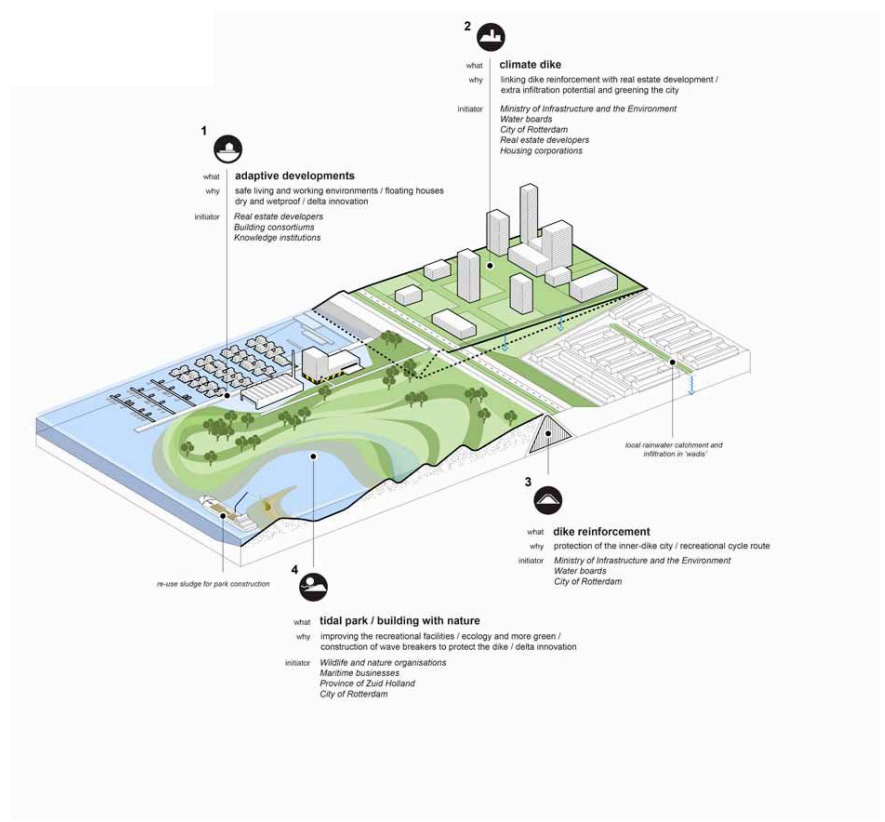 1
what adaptive developments
why safe living and working environments / floating houses
dry and wetproof / delta innovation
initiator Real estate developers
Building consortiums
Knowledge institutions
2
what climate dike
why linking dike reinforcement with real estate development /
extra infiltration potential and greening the city
initiator Ministry of Infrastructure and the Environment
Water boards
City of Rotterdam
Real estate developers
Housing corporations
local rainwater catchment and
infiltration in 'wadis'
3
what dike reinforcement
why protection of the inner-dike city / recreational cycle route
initiator Ministry of Infrastructure and the Environment
Water boards
City of Rotterdam
re-use sludge for park construction
4
what tidal park / building with nature
why improving the recreational facilities / ecology and more green /
construction of wave breakers to protect the dike / delta innovation
initiator Wildlife and nature organisations
Maritime businesses
Province of Zuid Holland
City of Rotterdam